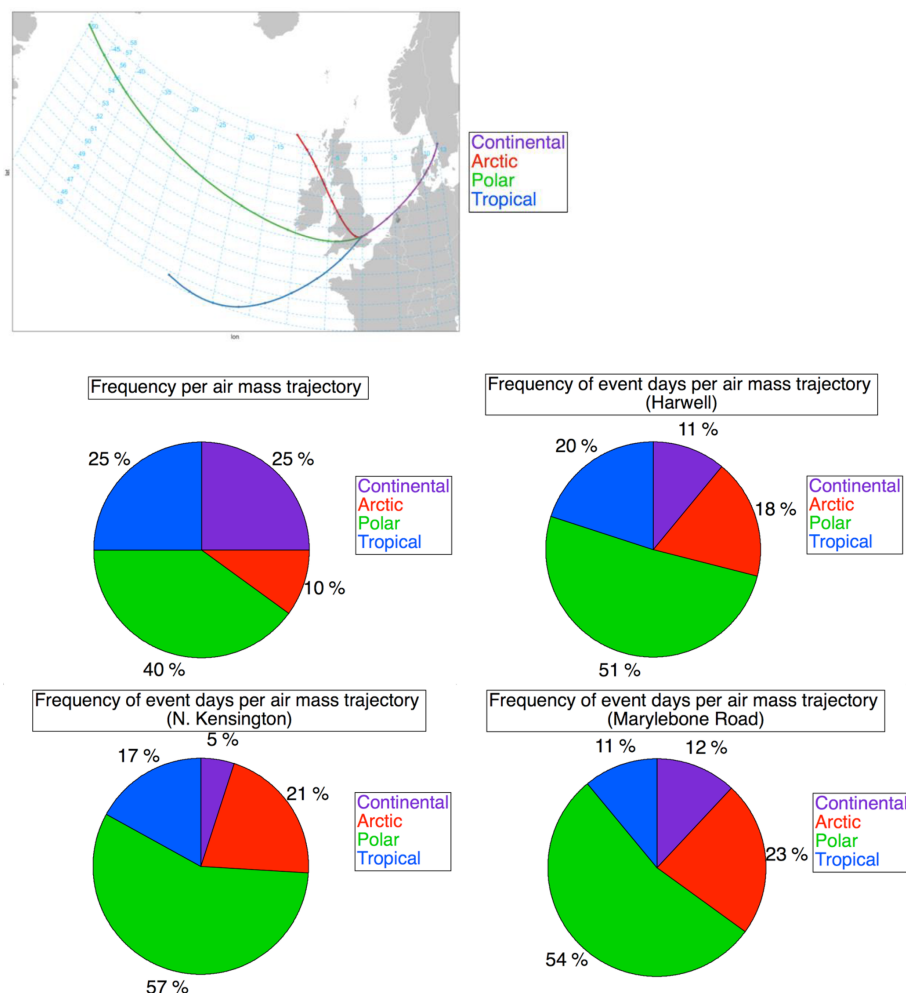 lat
lon
Continental
Arctic
Polar
Tropical
Frequency per air mass trajectory
25 %
25 %
10 %
40 %
Continental
Arctic
Polar
Tropical
Frequency of event days per air mass trajectory
(Harwell)
11 %
20 %
18 %
51 %
Continental
Arctic
Polar
Tropical
Frequency of event days per air mass trajectory
(N. Kensington)
5 %
17 %
21 %
57 %
Continental
Arctic
Polar
Tropical
Frequency of event days per air mass trajectory
(Marylebone Road)
11 %
12 %
23 %
54 %
Continental
Arctic
Polar
Tropical